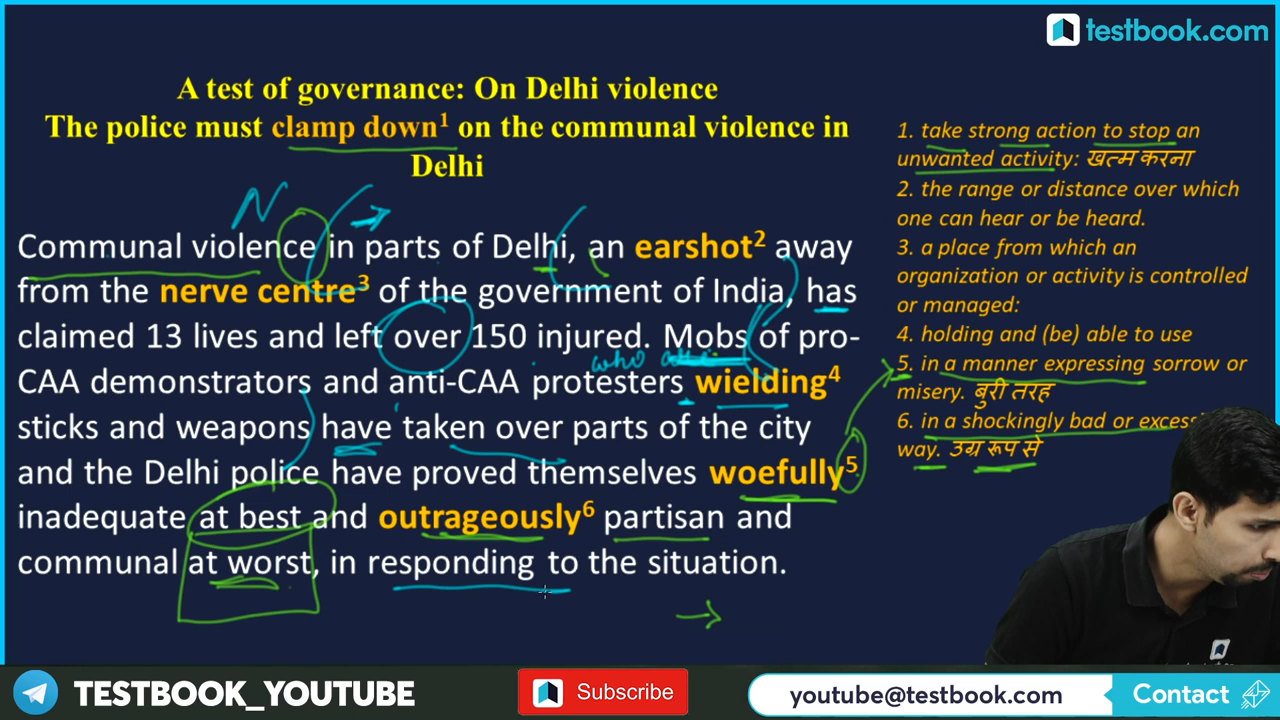 testbook.com
A test of governance: On Delhi violence
The police must clamp down1 on the communal violence in
Delhi
N
Communal violence in parts of Delhi, an earshot2 away
from the nerve centre3 of the government of India, has
claimed 13 lives and left over 150 injured. Mobs of pro-
who are
CAA demonstrators and anti-CAA protesters wielding4
sticks and weapons have taken over parts of the city
and the Delhi police have proved themselves woefully5
inadequate at best and outrageously6 partisan and
communal at worst, in responding to the situation.
1. take strong action to stop an
unwanted activity: खत्म करना
2. the range or distance over which
one can hear or be heard.
3. a place from which an
organization or activity is controlled
or managed:
4. holding and (be) able to use
5. in a manner expressing sorrow or
misery. बुरी तरह
6. in a shockingly bad or
way. उग्र रूप से
TESTBOOK_YOUTUBE
Subscribe
youtube@testbook.com
Contact